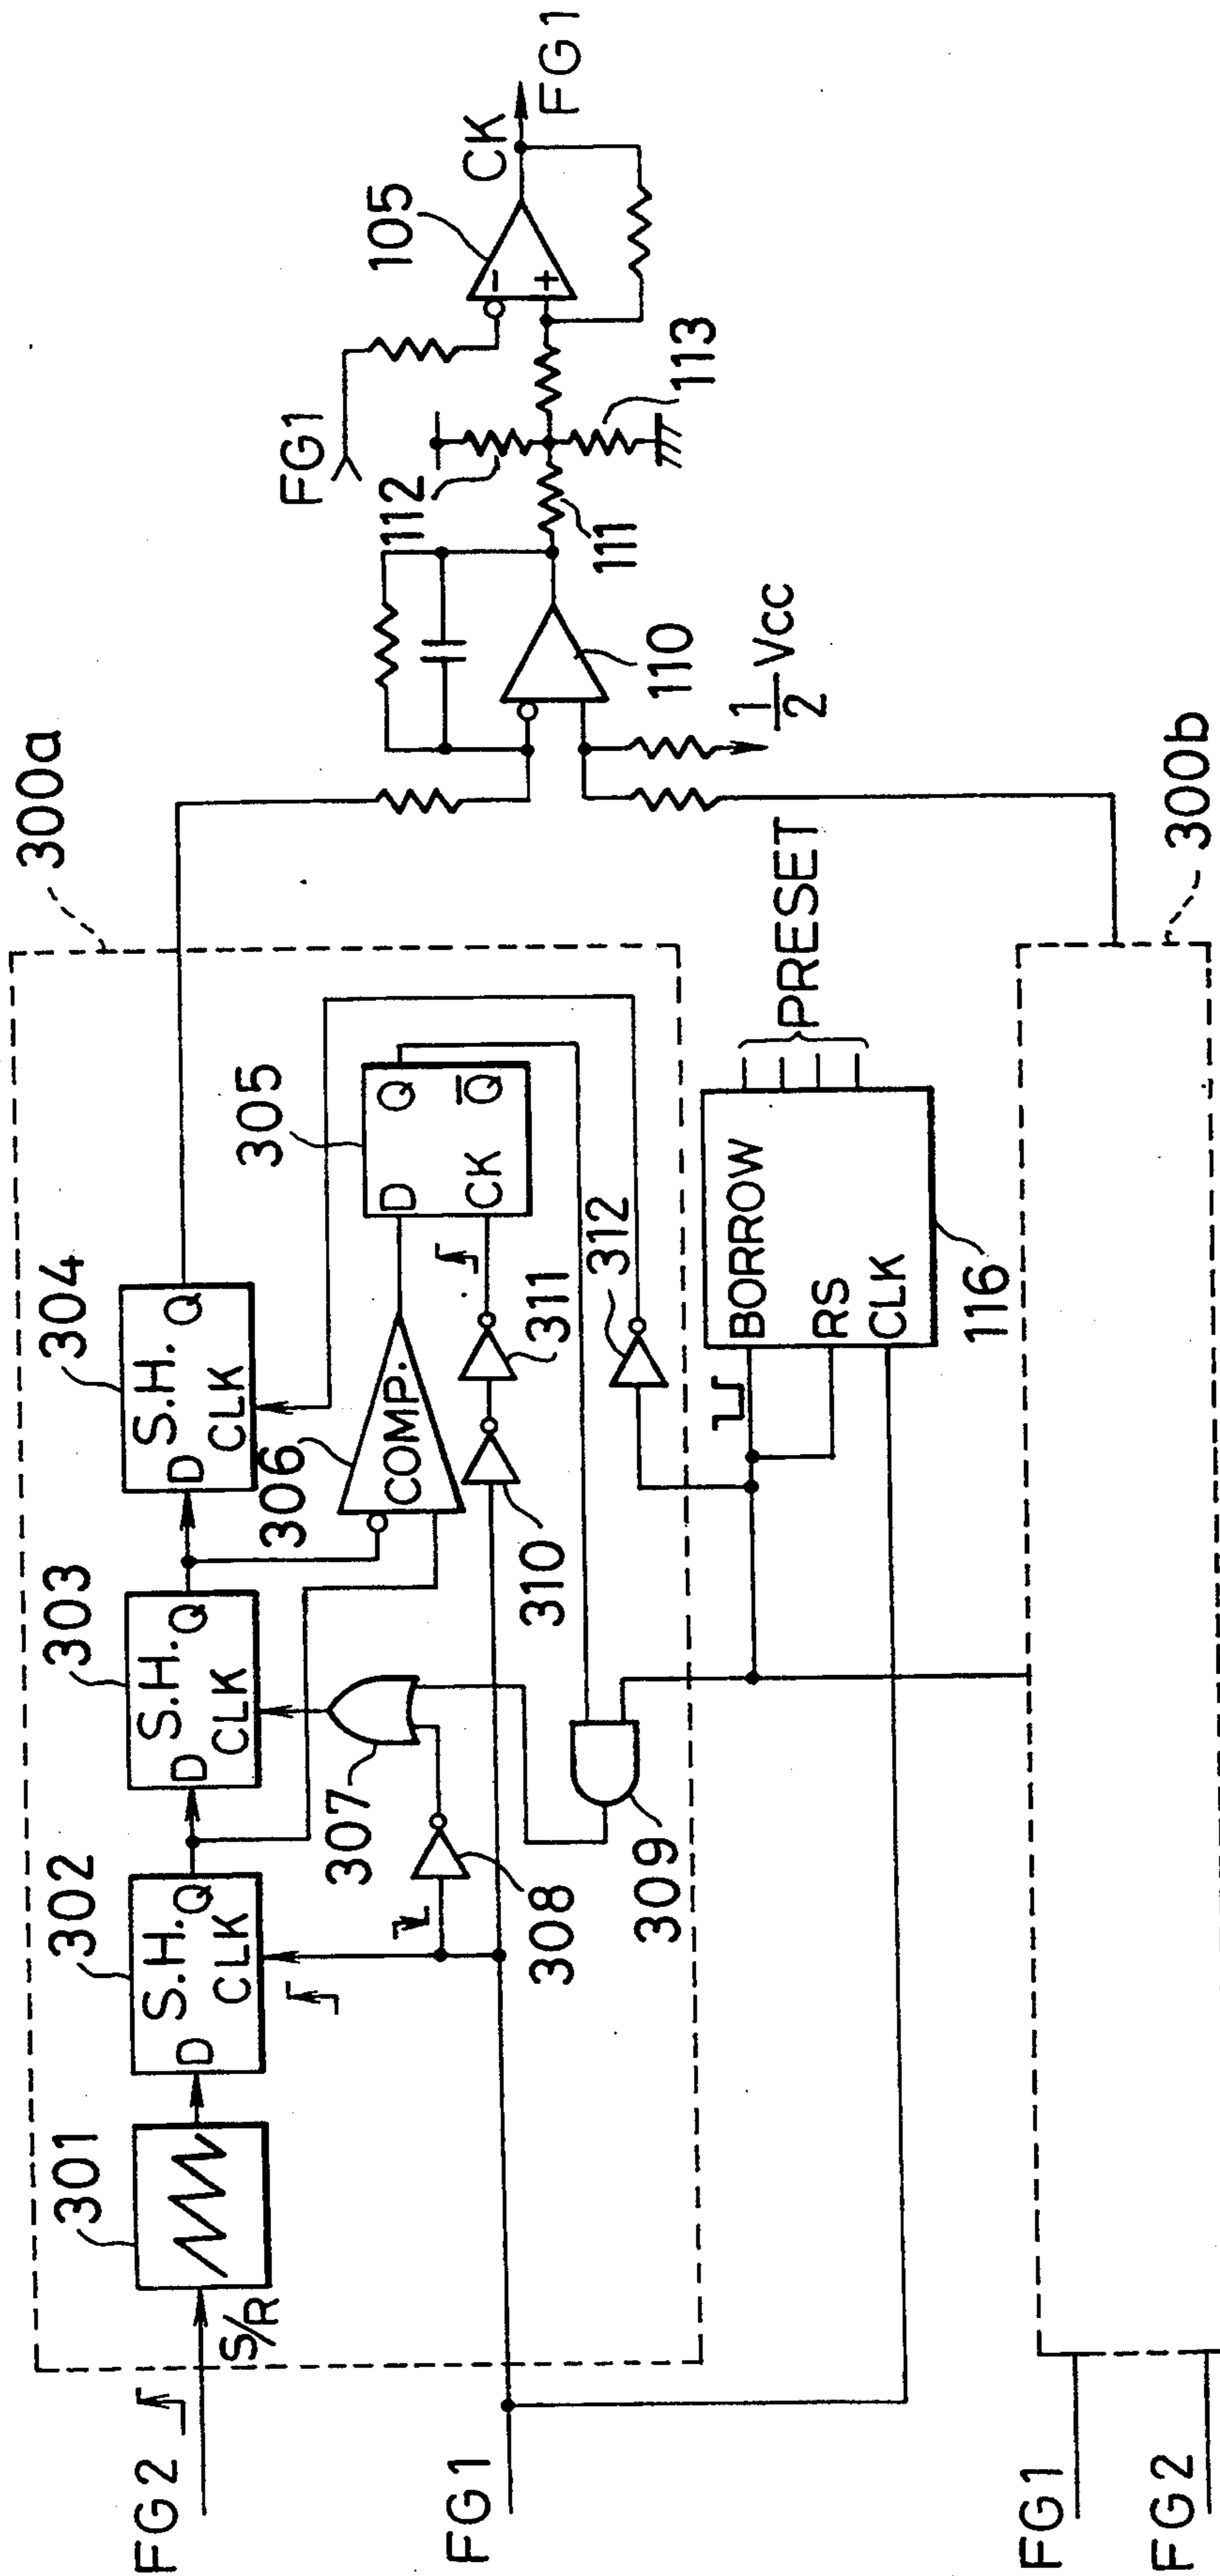 300a
301
302
303
304
FG2
S/R
D
S.H.
Q
CLK
D
S.H.
Q
CLK
D
S.H.
Q
CLK
305
306
COMP.
D
Q
CK
Q̅
307
308
309
310
311
312
FG1
BORROW
RS
CLK
PRESET
116
FG1
FG2
300b
110
1/2 Vcc
111
112
113
FG1
105
-
+
CK
FG1